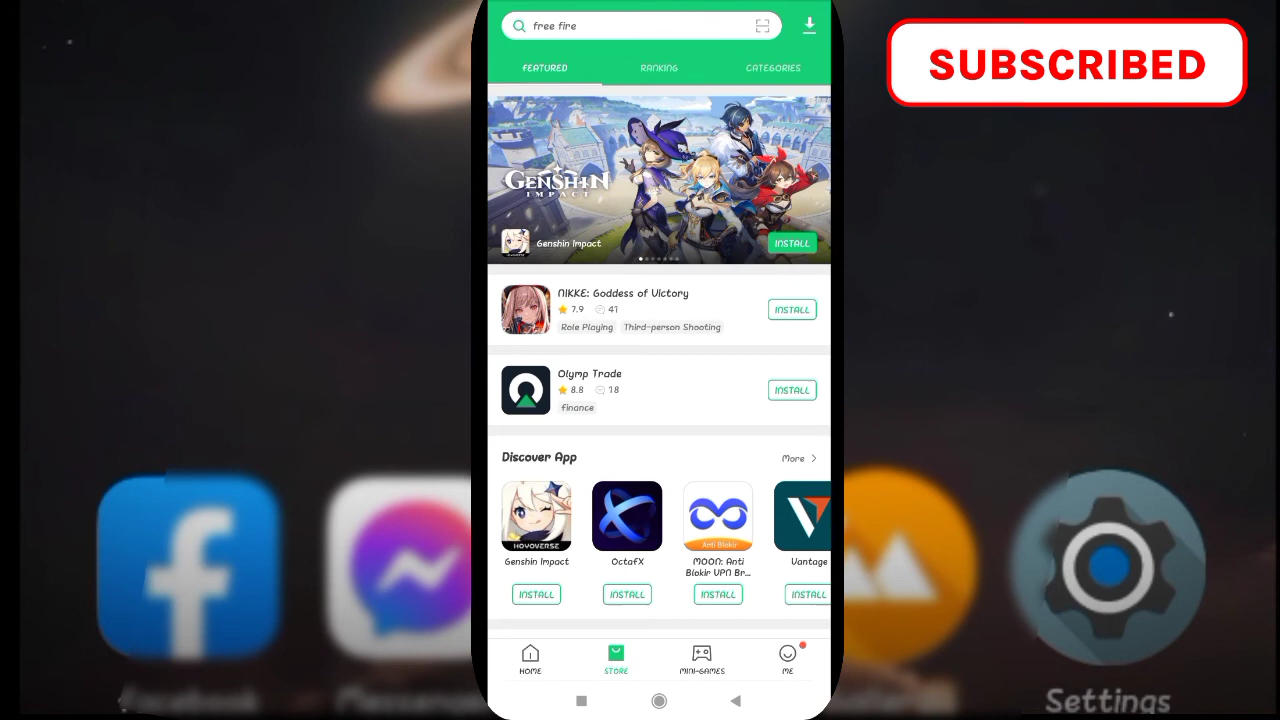 free fire
SUBSCRIBED
FEATURED
RANKING
CATEGORIES
GENSHIN
IMPACT
Genshin Impact
INSTALL
NIKKE: Goddess of Victory
7.9 41
Role Playing Third-person Shooting
INSTALL
Olymp Trade
8.8 18
finance
INSTALL
Discover App
More
HOYOVERSE
Anti Blokir
Genshin Impact
OctaFX
MOON: Anti
Blokir VPN Br...
Vantage
INSTALL
INSTALL
INSTALL
INSTALL
HOME
STORE
MINI-GAMES
ME
Facebook
Settings